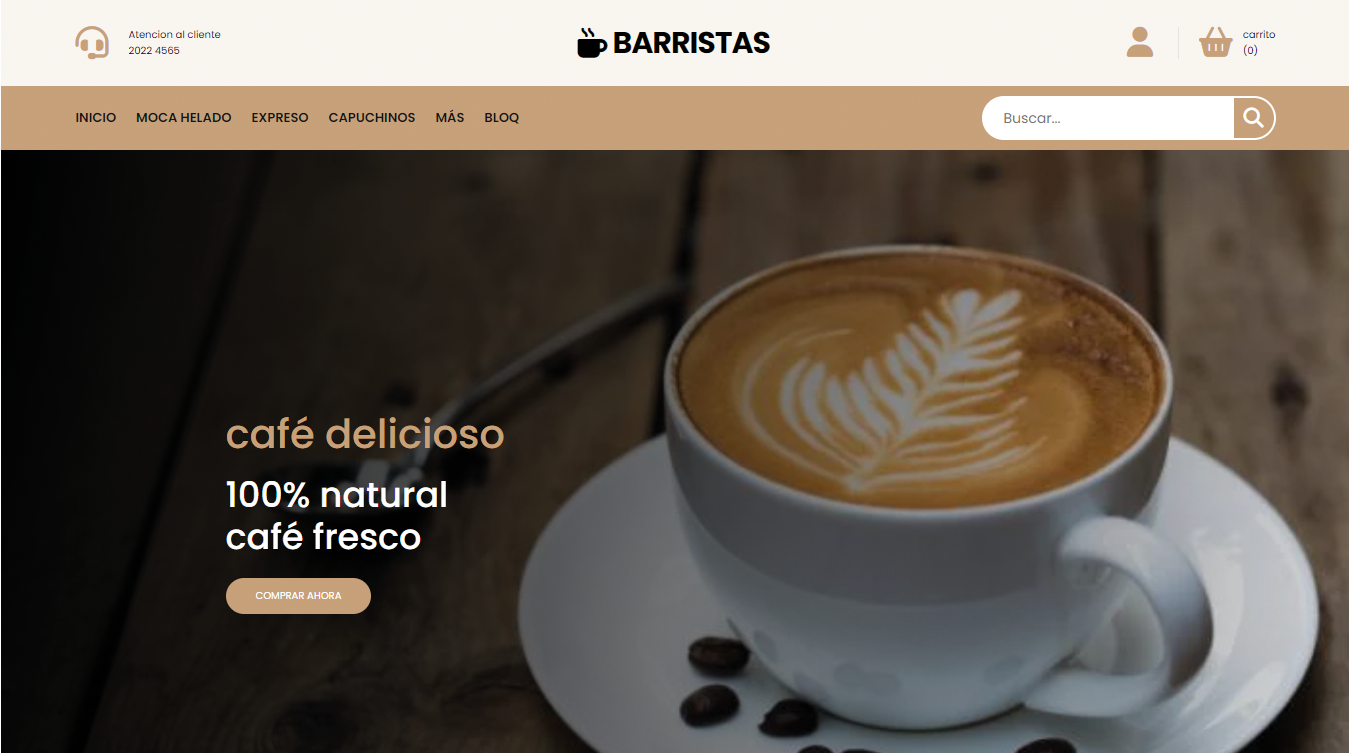 Atencion al cliente
2022 4565
BARRISTAS
carrito
(0)
INICIO MOCA HELADO EXPRESO CAPUCHINOS MÁS BLOQ
Buscar...
café delicioso
100% natural
café fresco
COMPRAR AHORA